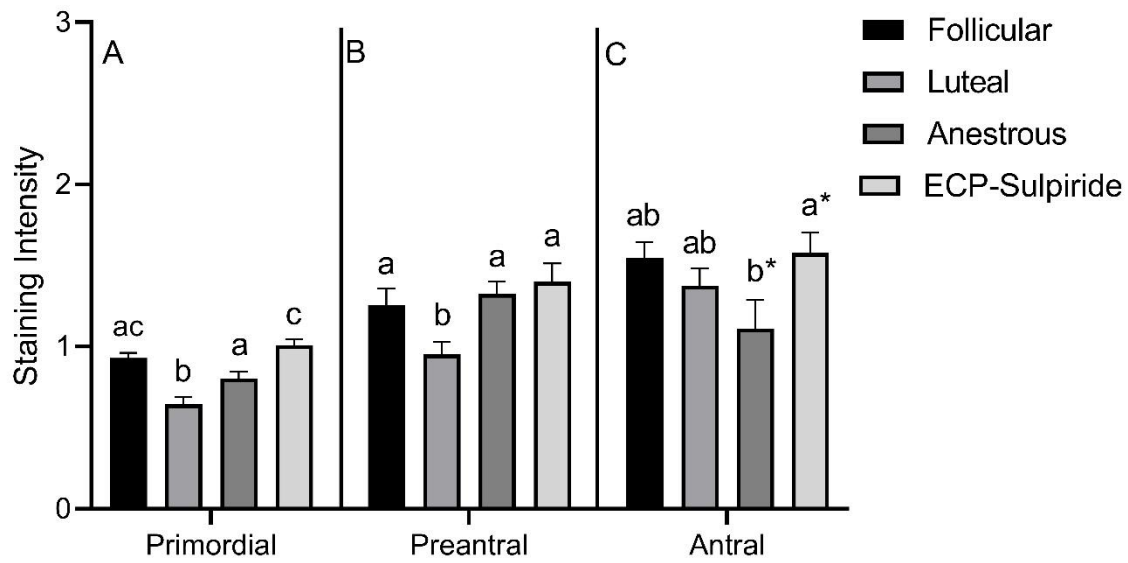 3
2
1
0
Staining Intensity
A
B
C
ac
b
a
c
a
b
a
a
ab
ab
b*
a*
Primordial
Preantral
Antral
Follicular
Luteal
Anestrous
ECP-Sulpiride